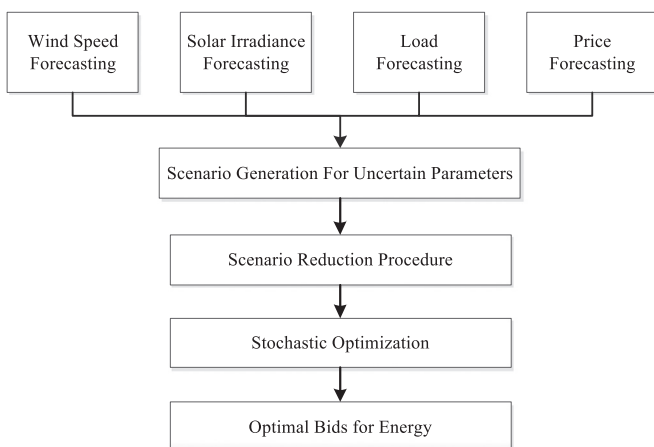 Wind Speed
Forecasting
Solar Irradiance
Forecasting
Load
Forecasting
Price
Forecasting
Scenario Generation For Uncertain Parameters
Scenario Reduction Procedure
Stochastic Optimization
Optimal Bids for Energy